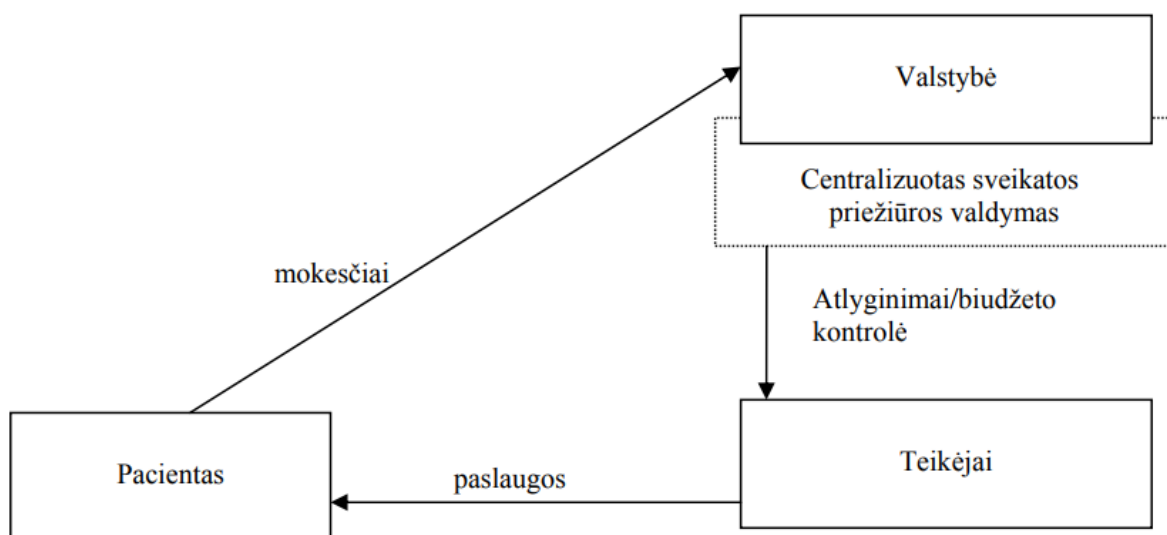 Valstybė
Centralizuotas sveikatos
priežiūros valdymas
mokesčiai
Atlyginimai/biudžeto
kontrolė
Pacientas
paslaugos
Teikėjai